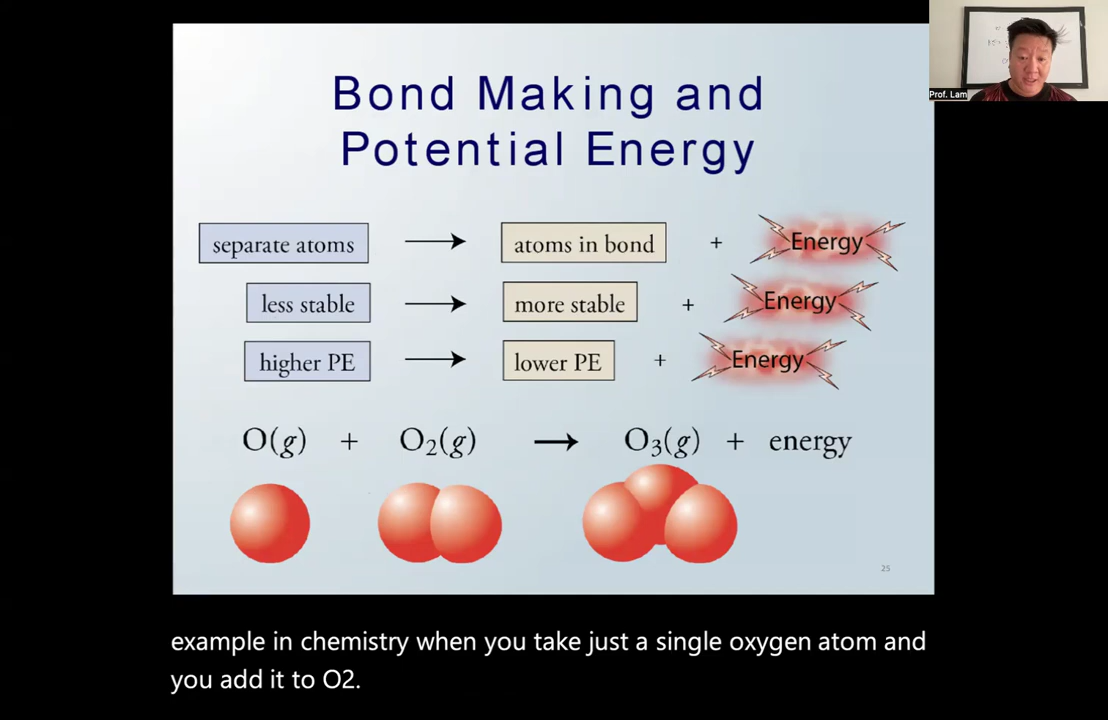 Prof. Lam
Bond Making and
Potential Energy
separate atoms → atoms in bond + Energy
less stable → more stable + Energy
higher PE → lower PE + Energy
O(g) + O₂(g) → O₃(g) + energy
25
example in chemistry when you take just a single oxygen atom and
you add it to O2.